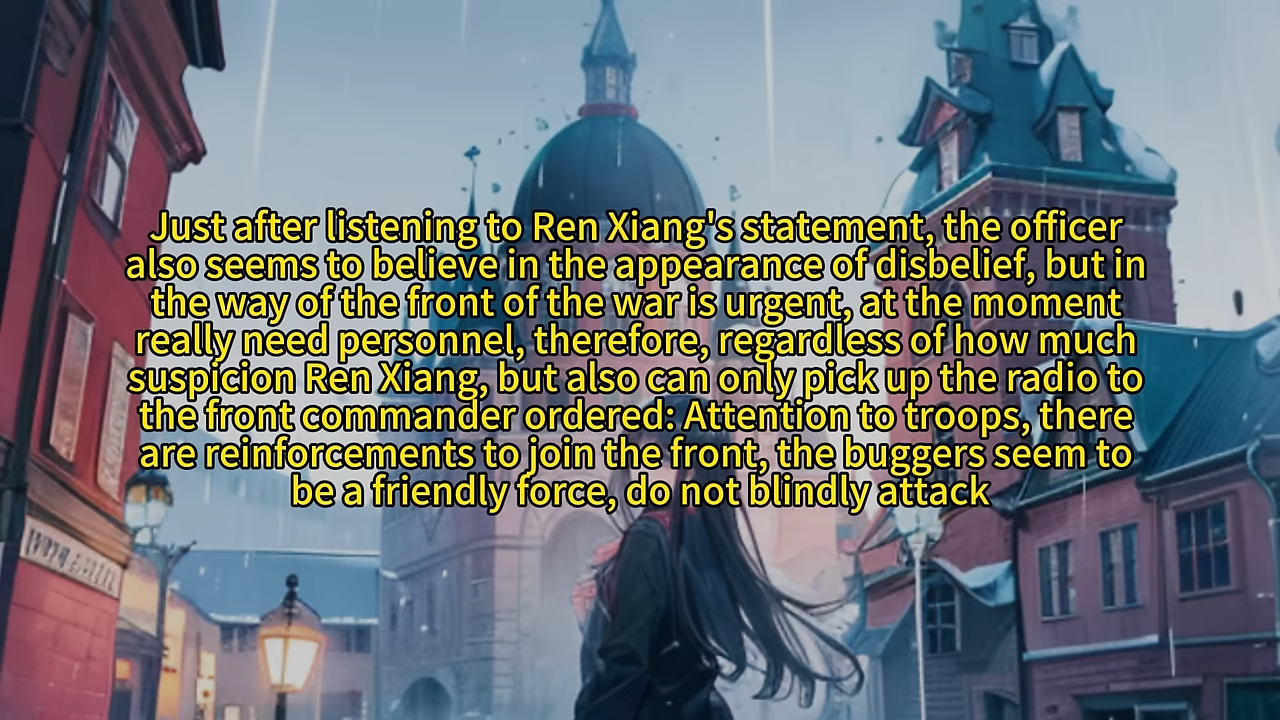 Just after listening to Ren Xiang's statement, the officer
also seems to believe in the appearance of disbelief, but in
the way of the front of the war is urgent, at the moment
really need personnel, therefore, regardless of how much
suspicion Ren Xiang, but also can only pick up the radio to
the front commander ordered: Attention to troops, there
are reinforcements to join the front, the buggers seem to
be a friendly force, do not blindly attack